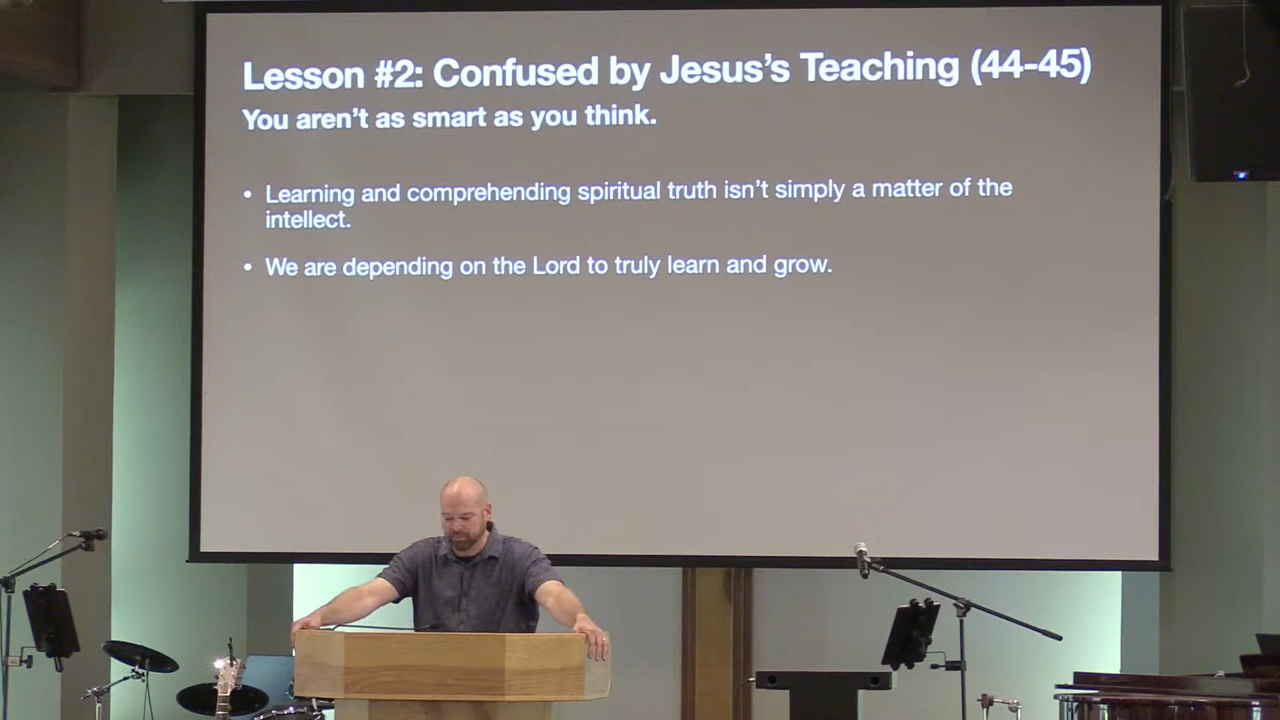 Lesson #2: Confused by Jesus’s Teaching (44-45)
You aren’t as smart as you think.
• Learning and comprehending spiritual truth isn’t simply a matter of the
intellect.
• We are depending on the Lord to truly learn and grow.